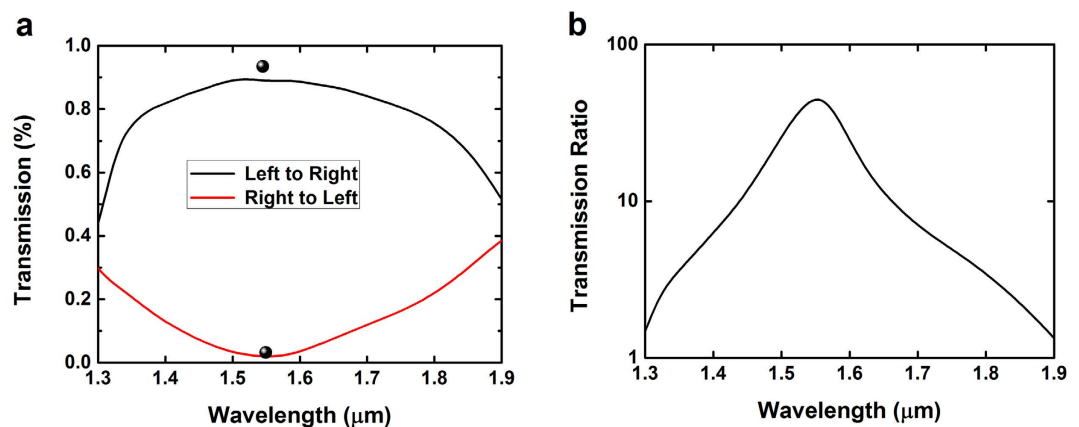 a
Transmission (%)
1.0
0.8
0.6
0.4
0.2
0.0
Left to Right
Right to Left
1.3 1.4 1.5 1.6 1.7 1.8 1.9
Wavelength (μm)
b
Transmission Ratio
100
10
1
1.3 1.4 1.5 1.6 1.7 1.8 1.9
Wavelength (μm)